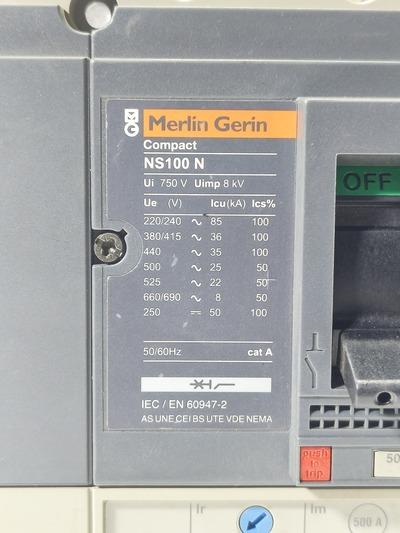 MG Merlin Gerin
Compact
NS100 N
Ui 750 V Uimp 8 kV
Ue (V) Icu (kA) Ics%
220/240 ~ 85 100
380/415 ~ 36 100
440 ~ 35 100
500 ~ 25 50
525 ~ 22 50
660/690 ~ 8 50
250 ⎓ 50 100
50/60Hz cat A
IEC / EN 60947-2
AS UNE CEI BS UTE VDE NEMA
OFF
push
to
trip
50
Ir Im
500 A